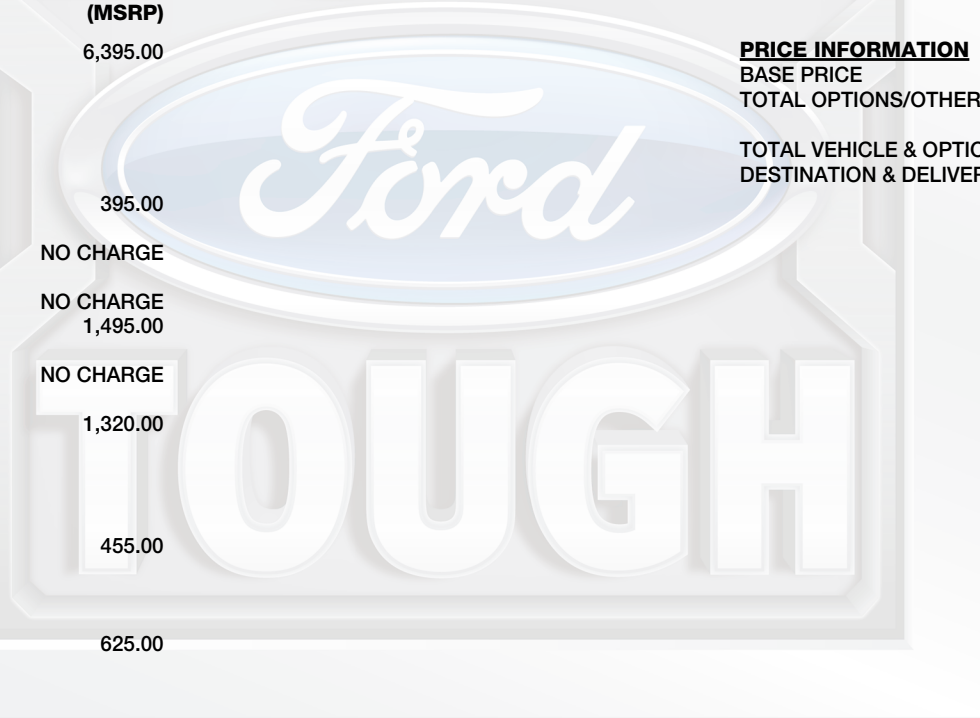 (MSRP)
6,395.00
395.00
NO CHARGE
NO CHARGE
1,495.00
NO CHARGE
1,320.00
455.00
625.00
PRICE INFORMATION
BASE PRICE
TOTAL OPTIONS/OTHER
TOTAL VEHICLE & OPTIO
DESTINATION & DELIVER
Ford
TOUGH